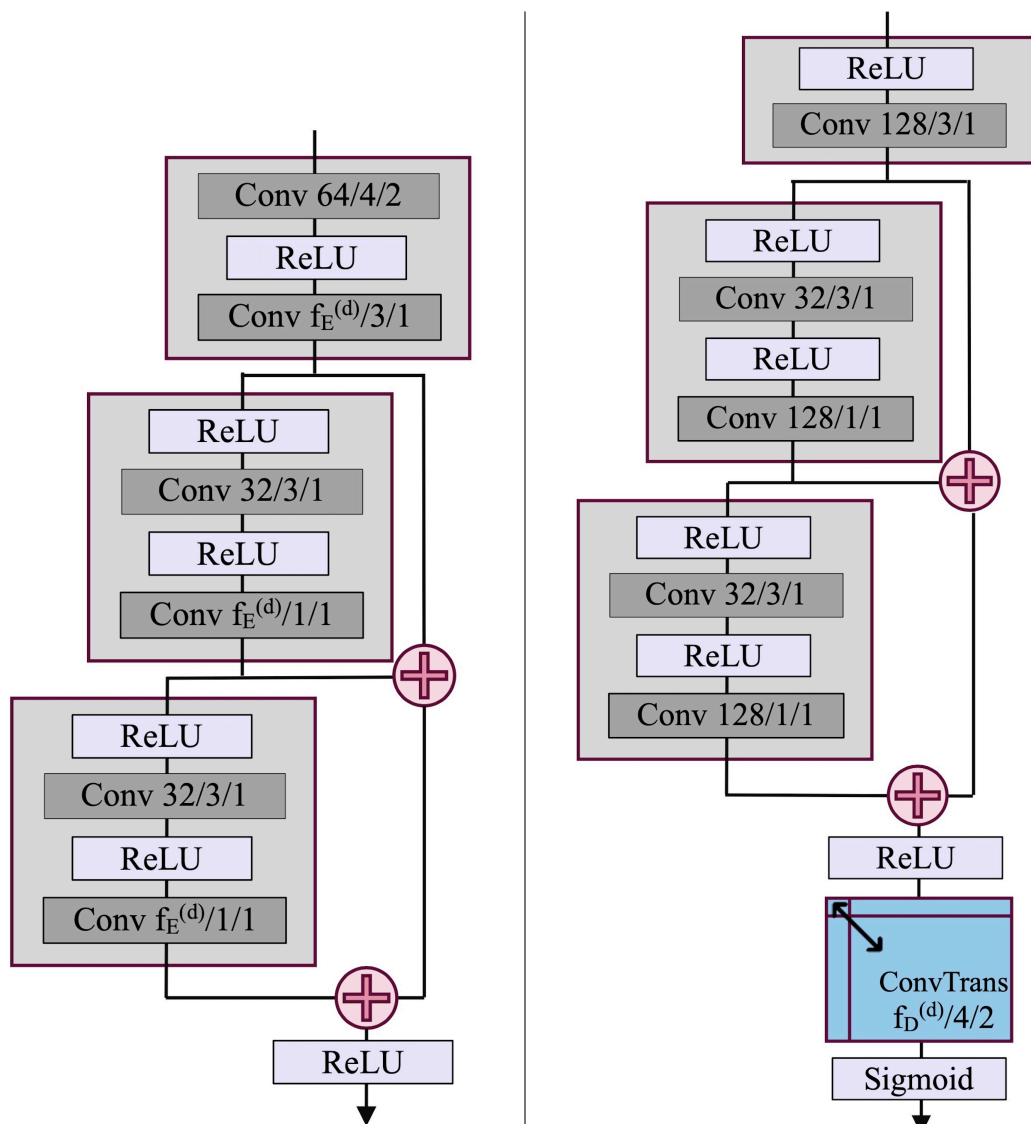 Conv 64/4/2
ReLU
Conv f_E^(d)/3/1
ReLU
Conv 32/3/1
ReLU
Conv f_E^(d)/1/1
ReLU
Conv 32/3/1
ReLU
Conv f_E^(d)/1/1
ReLU
ReLU
Conv 128/3/1
ReLU
Conv 32/3/1
ReLU
Conv 128/1/1
ReLU
Conv 32/3/1
ReLU
Conv 128/1/1
ReLU
ConvTrans
f_D^(d)/4/2
Sigmoid